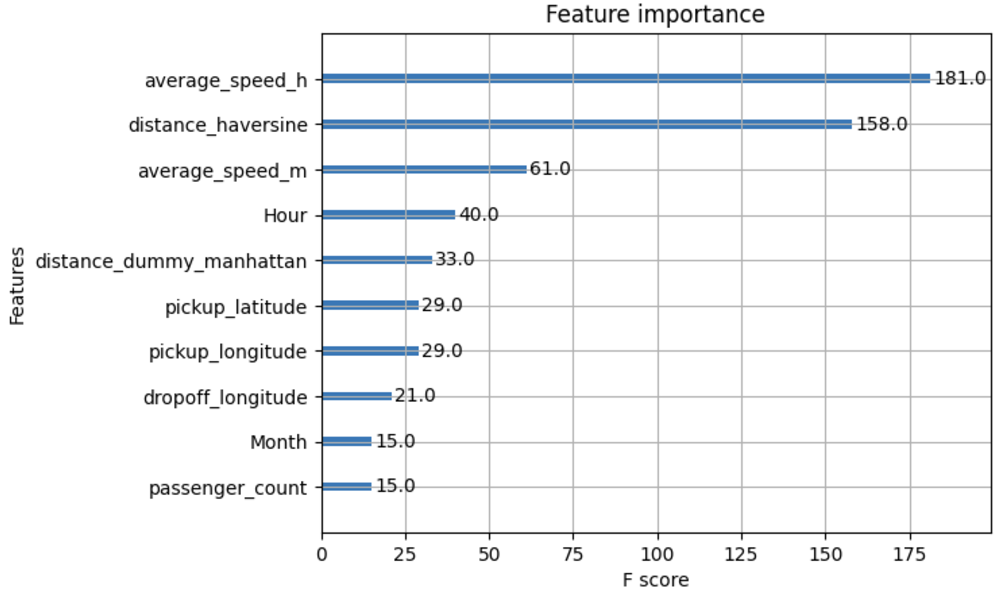 Feature importance
Features
average_speed_h 181.0
distance_haversine 158.0
average_speed_m 61.0
Hour 40.0
distance_dummy_manhattan 33.0
pickup_latitude 29.0
pickup_longitude 29.0
dropoff_longitude 21.0
Month 15.0
passenger_count 15.0
0 25 50 75 100 125 150 175
F score